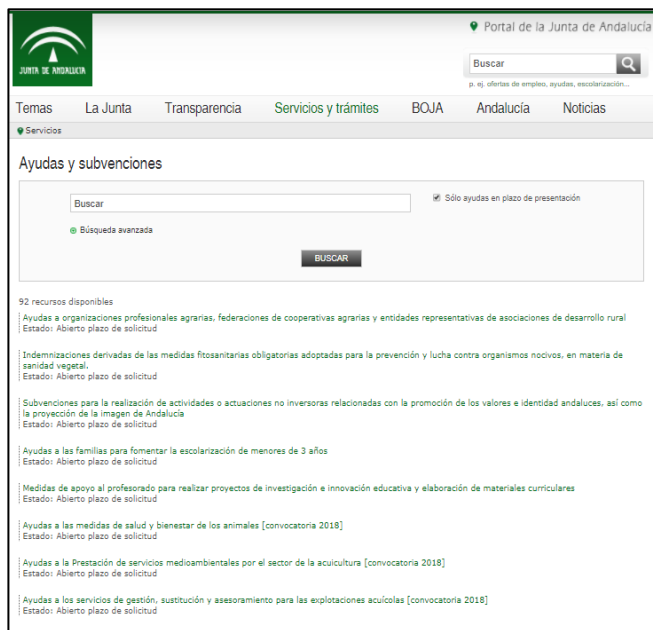 Portal de la Junta de Andalucía
JUNTA DE ANDALUCIA
Buscar
p. ej. ofertas de empleo, ayudas, escolarización...
Temas La Junta Transparencia Servicios y trámites BOJA Andalucía Noticias
Servicios
Ayudas y subvenciones
Buscar
Sólo ayudas en plazo de presentación
Búsqueda avanzada
BUSCAR
92 recursos disponibles
Ayudas a organizaciones profesionales agrarias, federaciones de cooperativas agrarias y entidades representativas de asociaciones de desarrollo rural
Estado: Abierto plazo de solicitud
Indemnizaciones derivadas de las medidas fitosanitarias obligatorias adoptadas para la prevención y lucha contra organismos nocivos, en materia de
sanidad vegetal.
Estado: Abierto plazo de solicitud
Subvenciones para la realización de actividades o actuaciones no inversoras relacionadas con la promoción de los valores e identidad andaluces, así como
la proyección de la imagen de Andalucía
Estado: Abierto plazo de solicitud
Ayudas a las familias para fomentar la escolarización de menores de 3 años
Estado: Abierto plazo de solicitud
Medidas de apoyo al profesorado para realizar proyectos de investigación e innovación educativa y elaboración de materiales curriculares
Estado: Abierto plazo de solicitud
Ayudas a las medidas de salud y bienestar de los animales [convocatoria 2018]
Estado: Abierto plazo de solicitud
Ayudas a la Prestación de servicios medioambientales por el sector de la acuicultura [convocatoria 2018]
Estado: Abierto plazo de solicitud
Ayudas a los servicios de gestión, sustitución y asesoramiento para las explotaciones acuícolas [convocatoria 2018]
Estado: Abierto plazo de solicitud